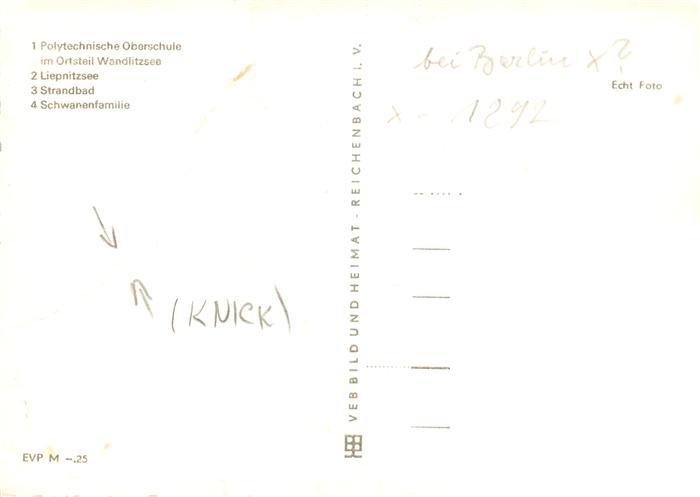 1 Polytechnische Oberschule
im Ortsteil Wandlitzsee
2 Liepnitzsee
3 Strandbad
4 Schwanenfamilie
(KNICK)
EVP M –.25
VEB BILD UND HEIMAT - REICHENBACH I. V.
bei Berlin x?
Echt Foto
x - 1292